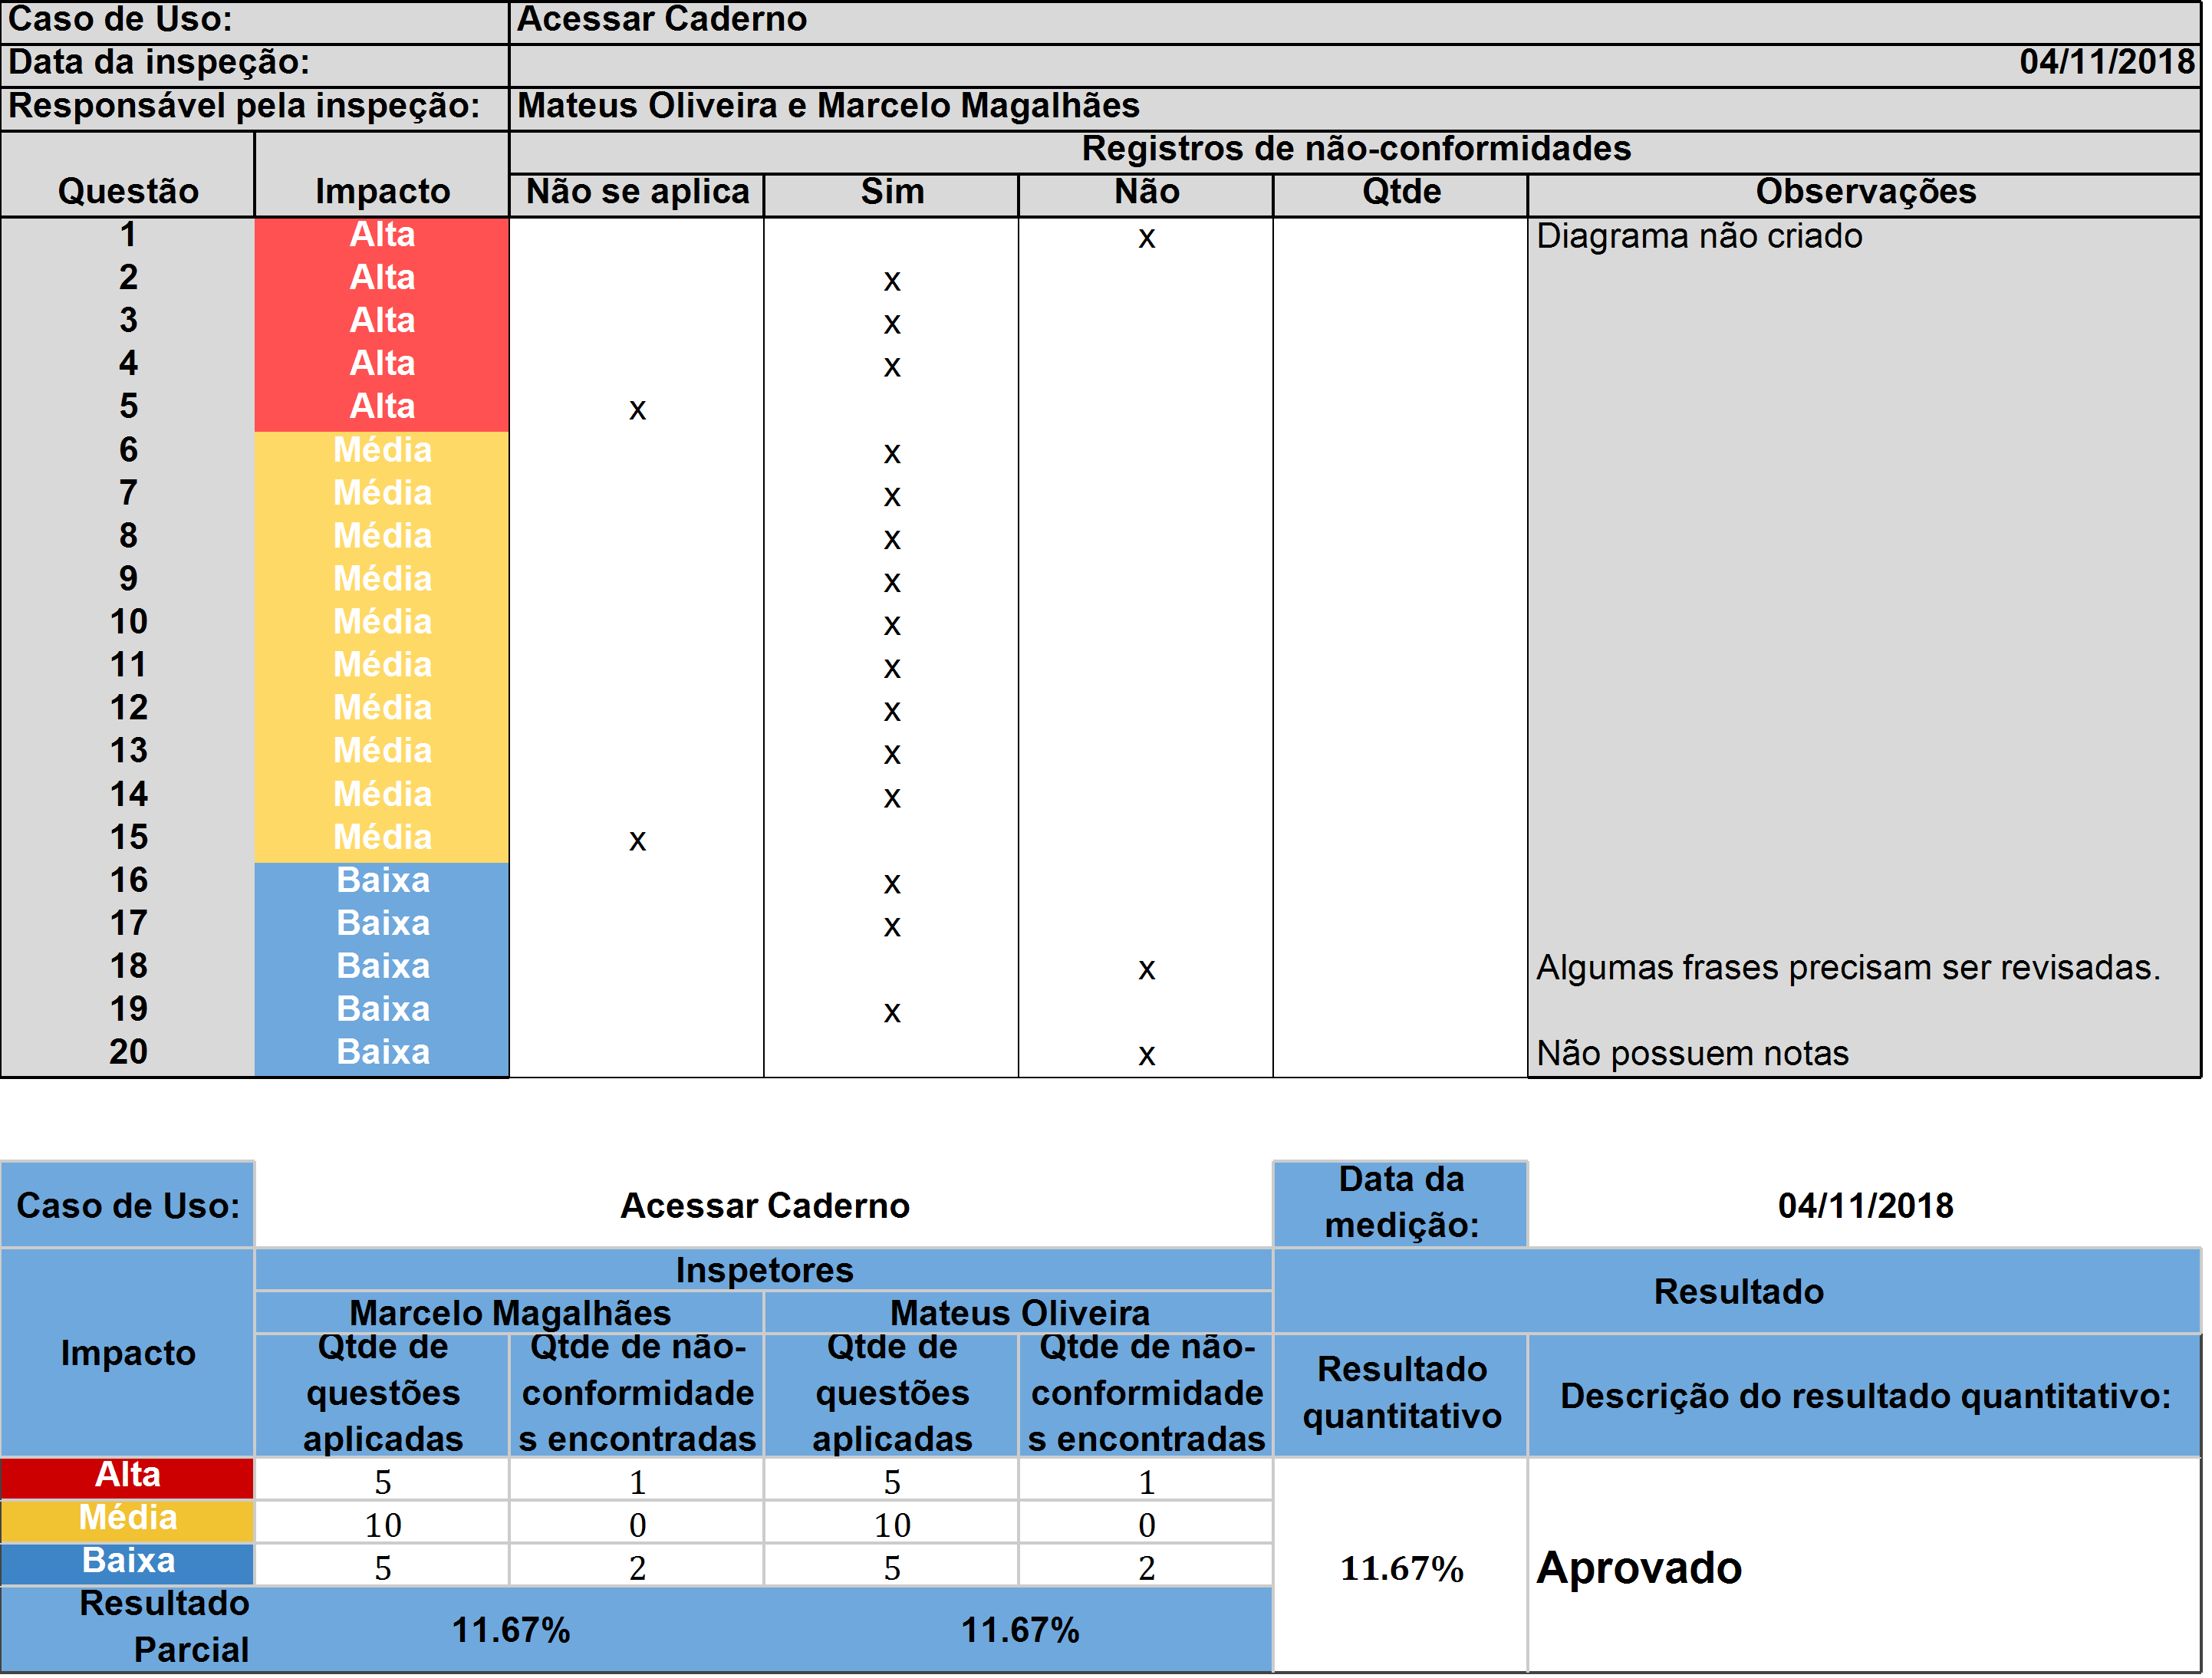 Caso de Uso: Acessar Caderno
Data da inspeção: 04/11/2018
Responsável pela inspeção: Mateus Oliveira e Marcelo Magalhães
Registros de não-conformidades
Questão Impacto Não se aplica Sim Não Qtde Observações
1 Alta x Diagrama não criado
2 Alta x
3 Alta x
4 Alta x
5 Alta x
6 Média x
7 Média x
8 Média x
9 Média x
10 Média x
11 Média x
12 Média x
13 Média x
14 Média x
15 Média x
16 Baixa x
17 Baixa x
18 Baixa x Algumas frases precisam ser revisadas.
19 Baixa x
20 Baixa x Não possuem notas
Caso de Uso: Acessar Caderno
Data da
medição:
04/11/2018
Impacto
Inspetores
Resultado
Marcelo Magalhães Mateus Oliveira
Qtde de
questões
aplicadas
Qtde de não-
conformidade
s encontradas
Qtde de
questões
aplicadas
Qtde de não-
conformidade
s encontradas
Resultado
quantitativo
Descrição do resultado quantitativo:
Alta 5 1 5 1
Média 10 0 10 0
Baixa 5 2 5 2
11.67% Aprovado
Resultado
Parcial
11.67% 11.67%